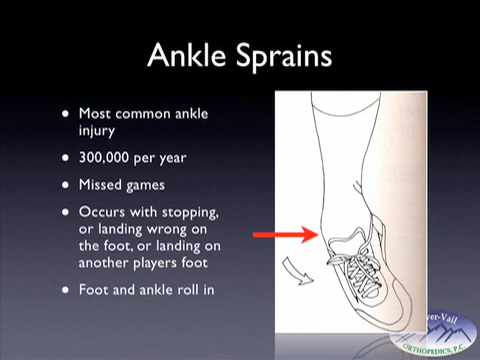 Ankle Sprains
• Most common ankle
injury
• 300,000 per year
• Missed games
• Occurs with stopping,
or landing wrong on
the foot, or landing on
another players foot
• Foot and ankle roll in
ver-Vail
ORTHOPEDICS, P.C.